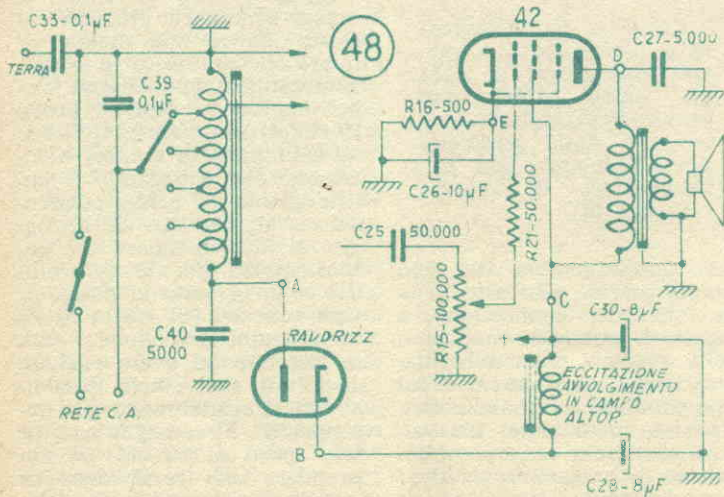 C33-0,1µF
TERRA
C39
0,1µF
48
42
D
C27-5.000
R16-500
E
C26-10µF
R21-50.000
C25
50.000
R15-100.000
C
C30-8µF
+
A
C40
5000
RADDRIZZ
ECCITAZIONE
AVVOLGIMENTO
IN CAMPO
ALTOP.
RETE C.A.
B
C28-8µF